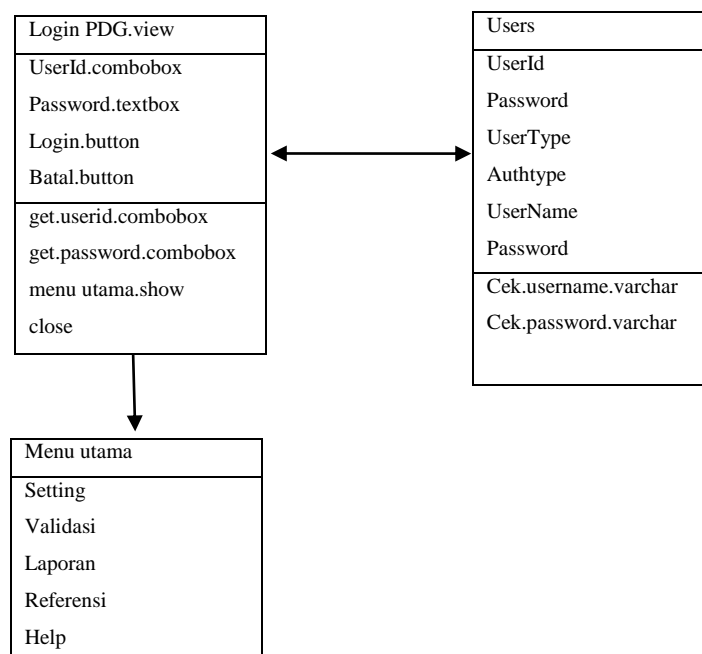 Login PDG.view
UserId.combobox
Password.textbox
Login.button
Batal.button
get.userid.combobox
get.password.combobox
menu utama.show
close
Users
UserId
Password
UserType
Authtype
UserName
Password
Cek.username.varchar
Cek.password.varchar
Menu utama
Setting
Validasi
Laporan
Referensi
Help